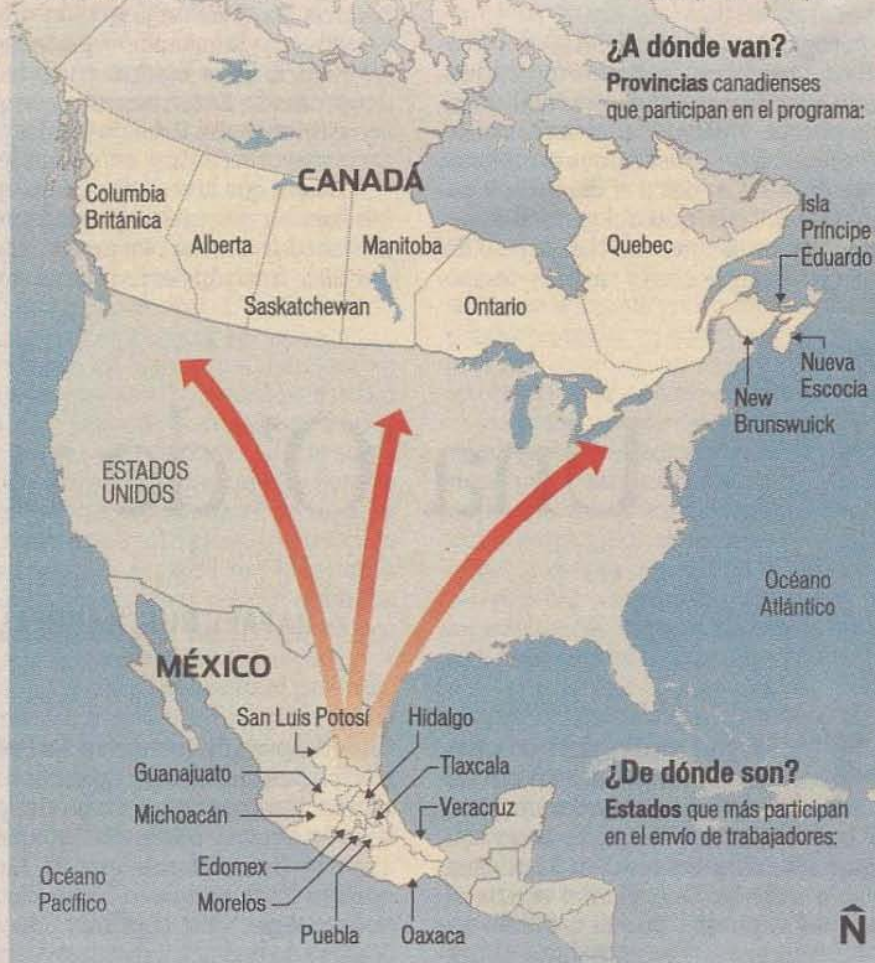 ¿A dónde van?
Provincias canadienses
que participan en el programa:
CANADÁ
Columbia
Británica
Alberta
Saskatchewan
Manitoba
Ontario
Quebec
Isla
Príncipe
Eduardo
Nueva
Escocia
New
Brunswuick
ESTADOS
UNIDOS
Océano
Atlántico
MÉXICO
San Luis Potosí
Hidalgo
Guanajuato
Tlaxcala
Michoacán
Veracruz
Edomex
Morelos
Puebla
Oaxaca
Océano
Pacífico
¿De dónde son?
Estados que más participan
en el envío de trabajadores:
N